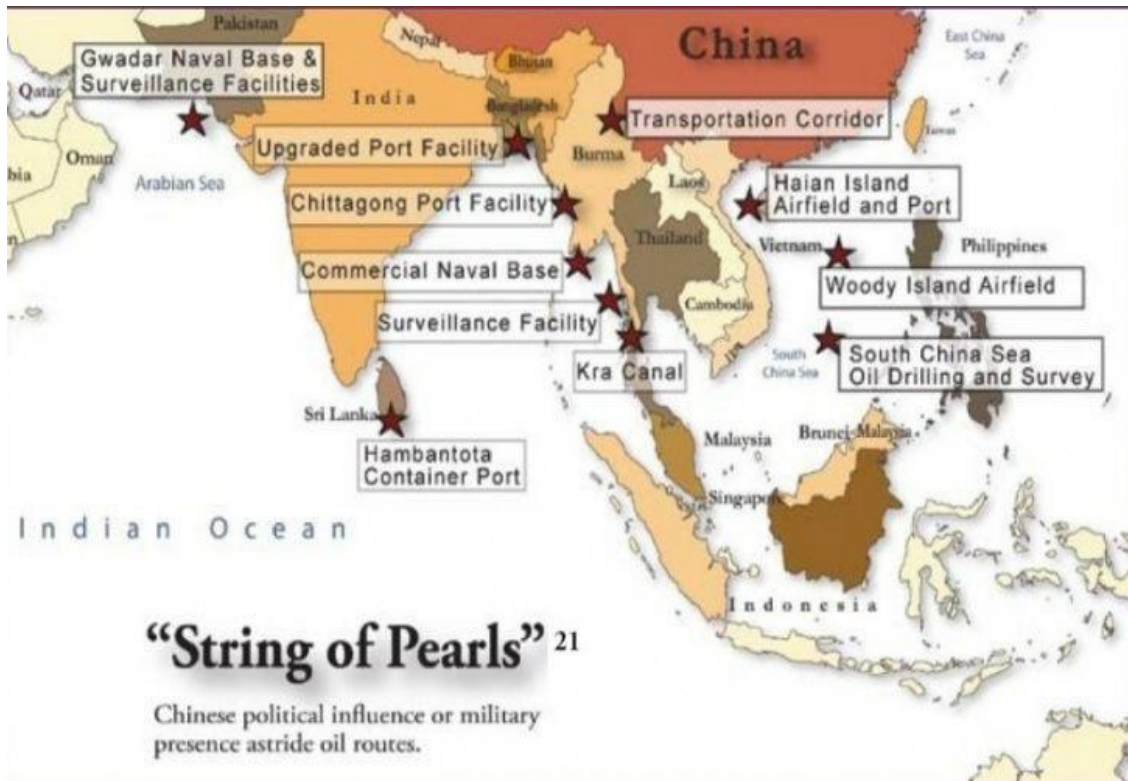 Pakistan
Nepal
China
East China
Sea
Gwadar Naval Base &
Surveillance Facilities
Bhutan
Qatar
India
Bangladesh
Transportation Corridor
Taiwan
Upgraded Port Facility
Burma
Oman
bia
Arabian Sea
Laos
Haian Island
Airfield and Port
Chittagong Port Facility
Thailand
Vietnam
Philippines
Commercial Naval Base
Woody Island Airfield
Cambodia
Surveillance Facility
South
China Sea
South China Sea
Oil Drilling and Survey
Kra Canal
Sri Lanka
Malaysia
Brunei
Malaysia
Hambantota
Container Port
Singapore
Indian Ocean
Indonesia
“String of Pearls” 21
Chinese political influence or military
presence astride oil routes.